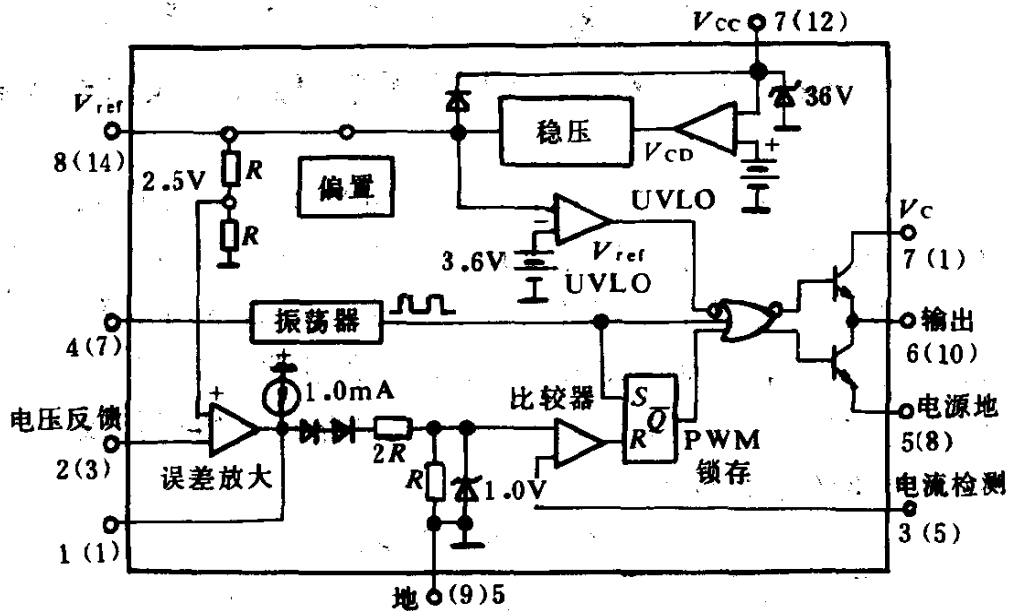 VCC 7(12)
Vref
36V
稳压
8(14)
VCD
+
2.5V
R
偏置
UVLO
R
VC
-
3.6V
Vref
7(1)
UVLO
振荡器
输出
4(7)
6(10)
+
1.0mA
比较器
S
+
Q̅
电压反馈
-
电源地
R
PWM
2R
5(8)
2(3)
误差放大
锁存
R
1.0V
电流检测
1(1)
3(5)
地
(9)5